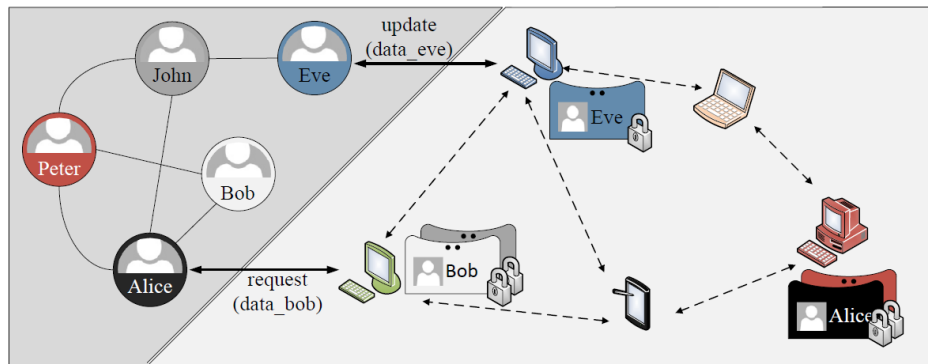 John
Eve
Peter
Bob
Alice
update
(data_eve)
request
(data_bob)
Eve
Bob
Alice